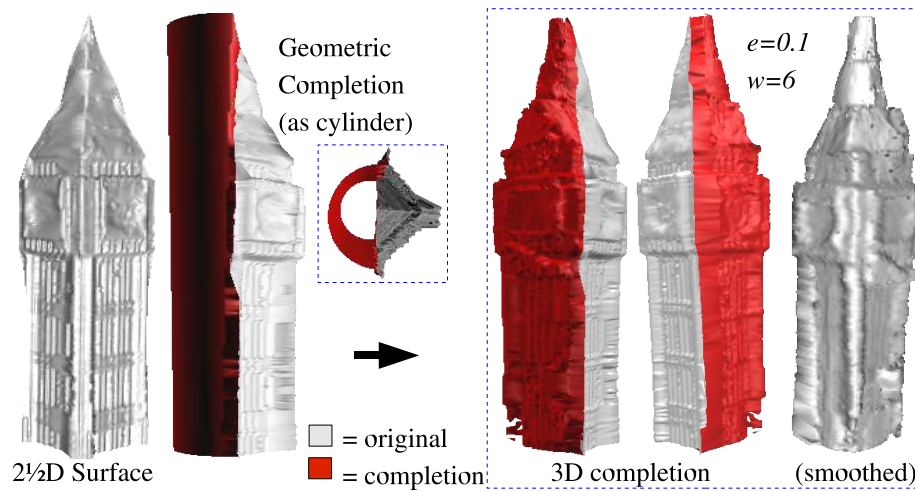 Geometric
Completion
(as cylinder)
e=0.1
w=6
= original
= completion
2½D Surface
3D completion
(smoothed)